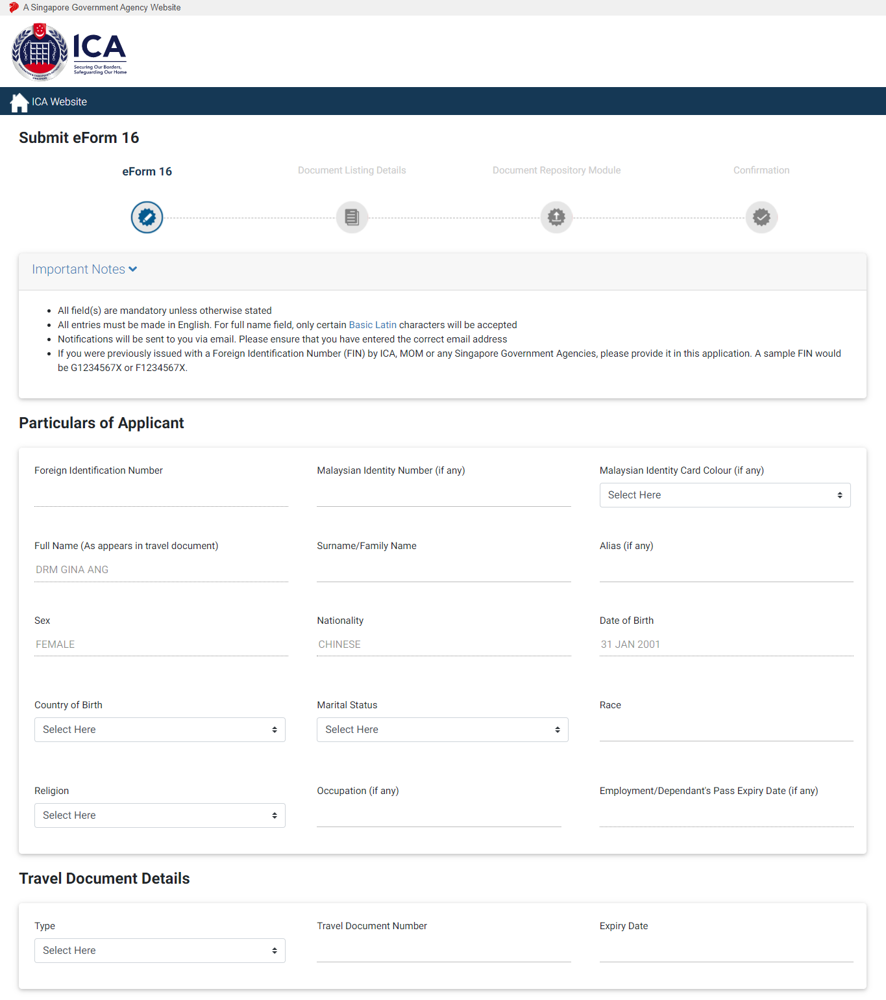 A Singapore Government Agency Website
ICA
Securing Our Borders,
Safeguarding Our Home
IMMIGRATION & CHECKPOINTS AUTHORITY
SINGAPORE
ICA Website
Submit eForm 16
eForm 16
Document Listing Details
Document Repository Module
Confirmation
Important Notes
All field(s) are mandatory unless otherwise stated
All entries must be made in English. For full name field, only certain Basic Latin characters will be accepted
Notifications will be sent to you via email. Please ensure that you have entered the correct email address
If you were previously issued with a Foreign Identification Number (FIN) by ICA, MOM or any Singapore Government Agencies, please provide it in this application. A sample FIN would
be G1234567X or F1234567X.
Particulars of Applicant
Foreign Identification Number
Malaysian Identity Number (if any)
Malaysian Identity Card Colour (if any)
Select Here
Full Name (As appears in travel document)
Surname/Family Name
Alias (if any)
DRM GINA ANG
Sex
Nationality
Date of Birth
FEMALE
CHINESE
31 JAN 2001
Country of Birth
Marital Status
Race
Select Here
Select Here
Religion
Occupation (if any)
Employment/Dependant's Pass Expiry Date (if any)
Select Here
Travel Document Details
Type
Travel Document Number
Expiry Date
Select Here